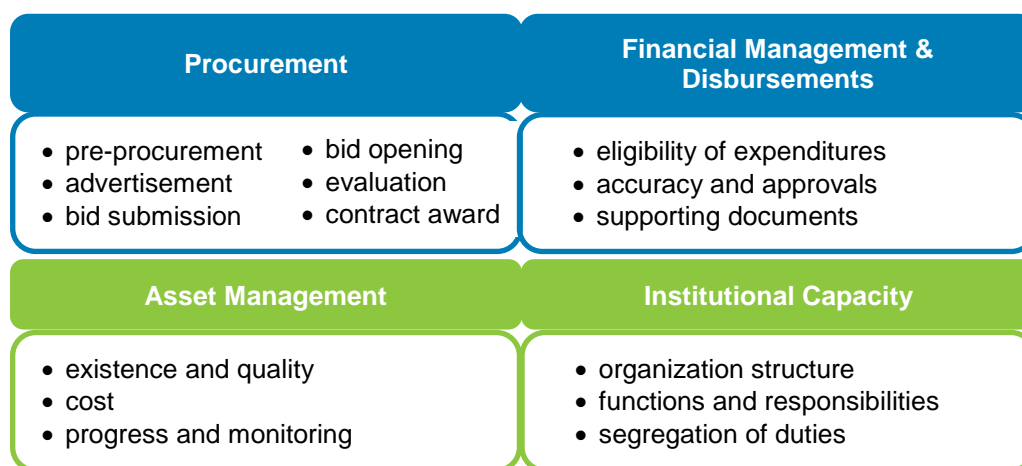 Procurement
• pre-procurement
• advertisement
• bid submission
• bid opening
• evaluation
• contract award
Financial Management &
Disbursements
• eligibility of expenditures
• accuracy and approvals
• supporting documents
Asset Management
• existence and quality
• cost
• progress and monitoring
Institutional Capacity
• organization structure
• functions and responsibilities
• segregation of duties